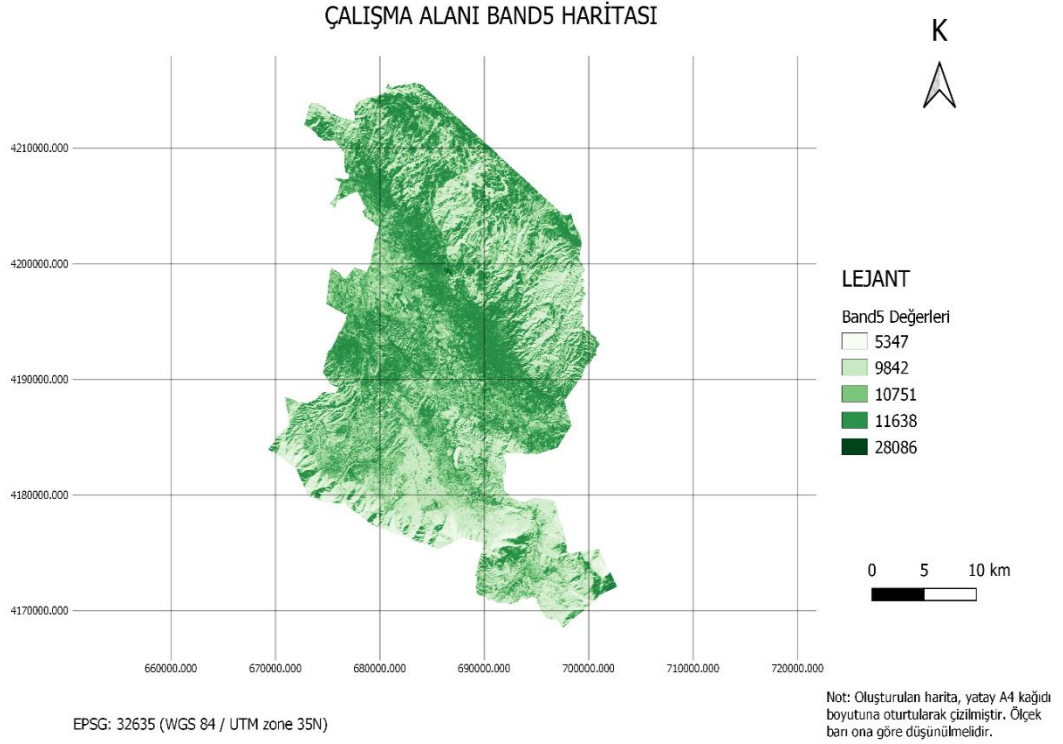 ÇALIŞMA ALANI BAND5 HARİTASI
K
4210000.000
4200000.000
4190000.000
4180000.000
4170000.000
660000.000 670000.000 680000.000 690000.000 700000.000 710000.000 720000.000
LEJANT
Band5 Değerleri
5347
9842
10751
11638
28086
0 5 10 km
EPSG: 32635 (WGS 84 / UTM zone 35N)
Not: Oluşturulan harita, yatay A4 kağıdı
boyutuna oturtularak çizilmiştir. Ölçek
barı ona göre düşünülmelidir.